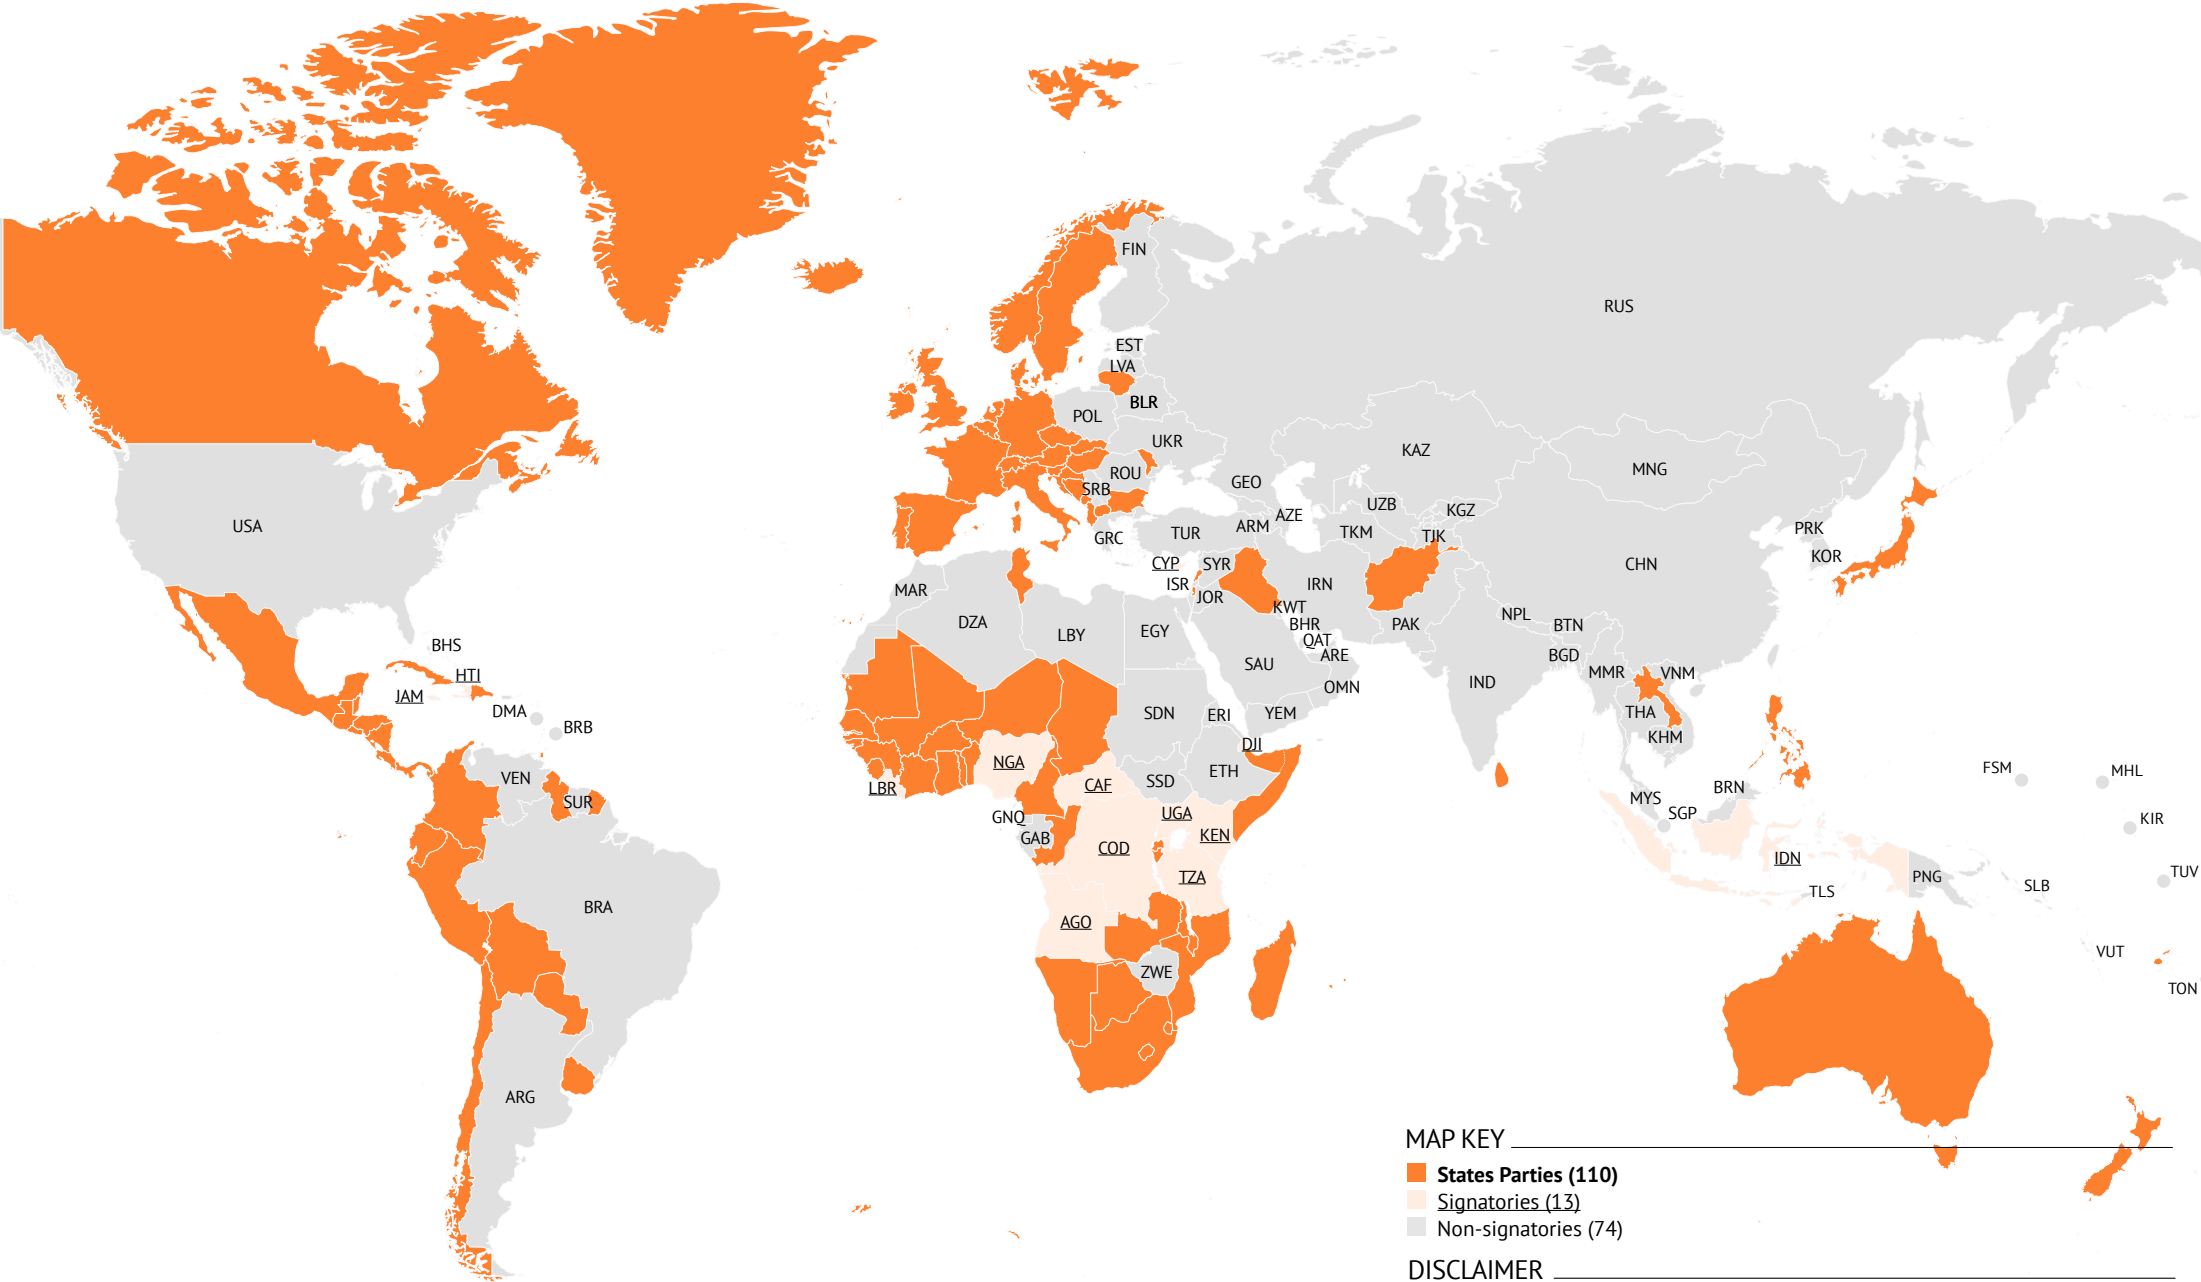 FIN
RUS
EST
LVA
BLR
POL
UKR
KAZ
MNG
ROU
GEO
SRB
UZB
KGZ
AZE
USA
ARM
TKM
TJK
PRK
TUR
GRC
KOR
CYP
SYR
CHN
ISR
IRN
MAR
JOR
KWT
NPL
DZA
BHR
PAK
BTN
LBY
EGY
QAT
BHS
ARE
BGD
SAU
HTI
MMR
VNM
IND
OMN
JAM
DMA
SDN
ERI
YEM
THA
BRB
KHM
DJI
NGA
FSM
MHL
ETH
VEN
SSD
CAF
LBR
BRN
MYS
SUR
UGA
SGP
GNQ
KIR
KEN
GAB
COD
IDN
TUV
TZA
PNG
SLB
TLS
BRA
AGO
VUT
ZWE
TON
ARG
MAP KEY
States Parties (110)
Signatories (13)
Non-signatories (74)
DISCLAIMER